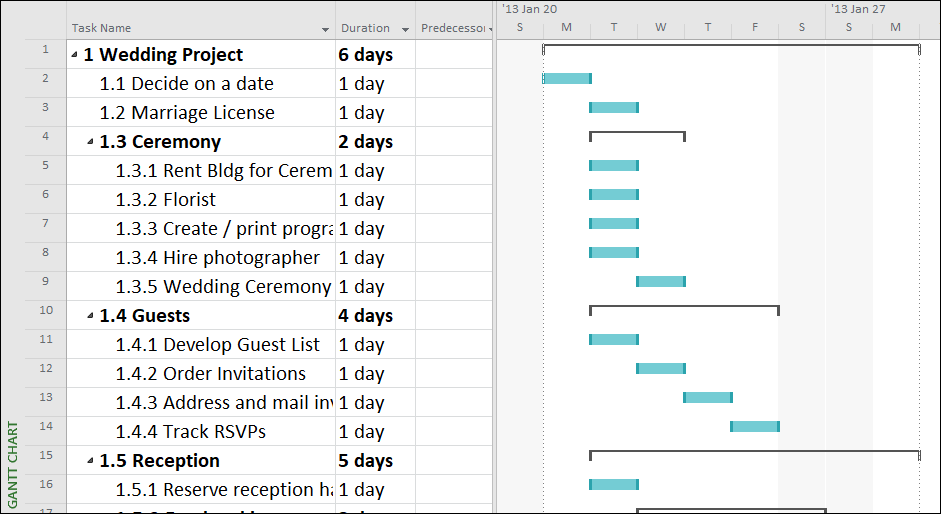 '13 Jan 20 '13 Jan 27
Task Name Duration Predecessor S M T W T F S S M
1 1 Wedding Project 6 days
2 1.1 Decide on a date 1 day
3 1.2 Marriage License 1 day
4 1.3 Ceremony 2 days
5 1.3.1 Rent Bldg for Cerem 1 day
6 1.3.2 Florist 1 day
7 1.3.3 Create / print progra 1 day
8 1.3.4 Hire photographer 1 day
9 1.3.5 Wedding Ceremony 1 day
10 1.4 Guests 4 days
11 1.4.1 Develop Guest List 1 day
12 1.4.2 Order Invitations 1 day
13 1.4.3 Address and mail inv 1 day
14 1.4.4 Track RSVPs 1 day
15 1.5 Reception 5 days
16 1.5.1 Reserve reception ha 1 day
17
GANTT CHART